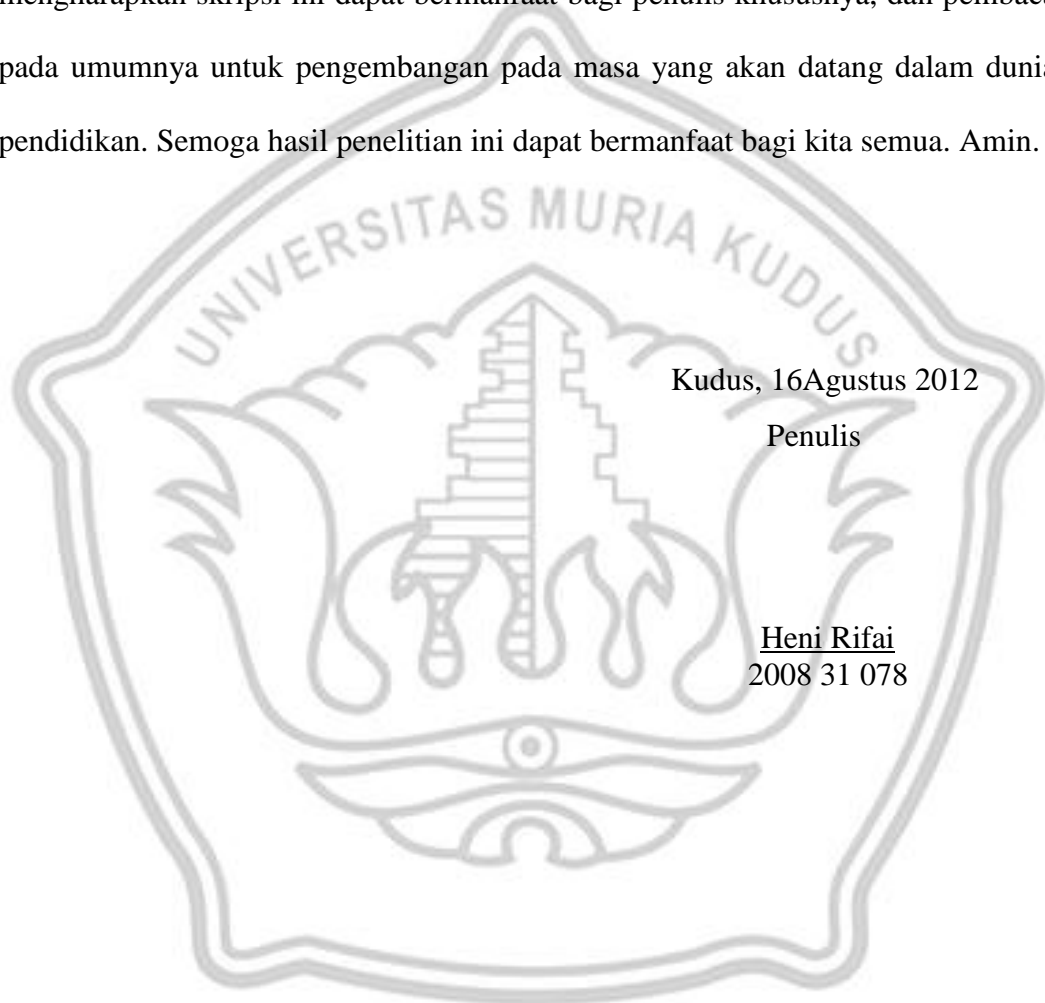 mengharapkan skripsi ini dapat bermanfaat bagi penulis khususnya, dan pembaca
pada umumnya untuk pengembangan pada masa yang akan datang dalam dunia
pendidikan. Semoga hasil penelitian ini dapat bermanfaat bagi kita semua. Amin.
UNIVERSITAS MURIA KUDUS
Kudus, 16Agustus 2012
Penulis
Heni Rifai
2008 31 078